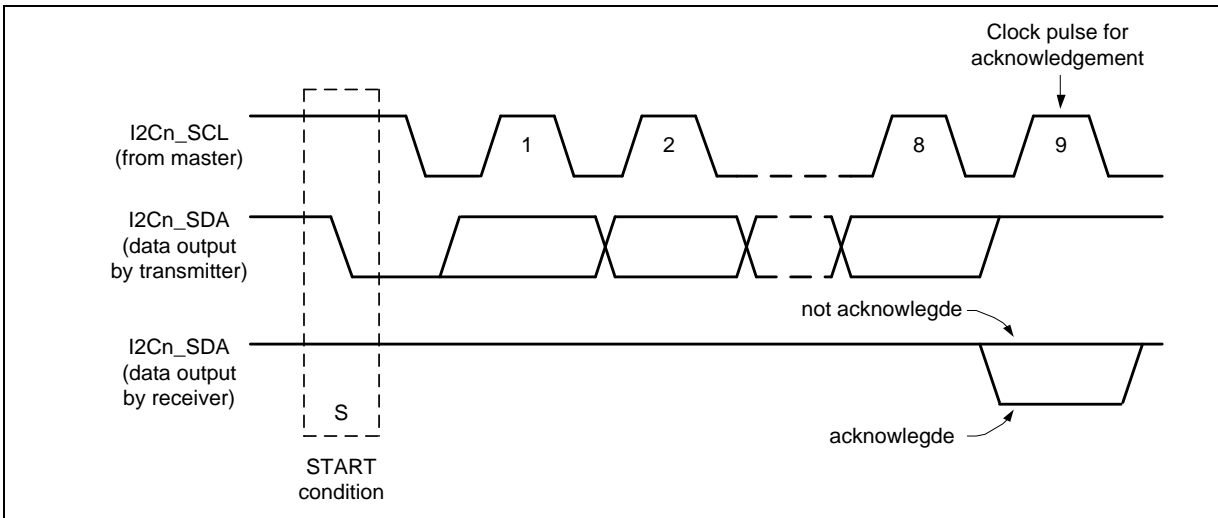 Clock pulse for
acknowledgement
I2Cn_SCL
(from master)
1
2
8
9
I2Cn_SDA
(data output
by transmitter)
not acknowlegde
I2Cn_SDA
(data output
by receiver)
S
acknowlegde
START
condition